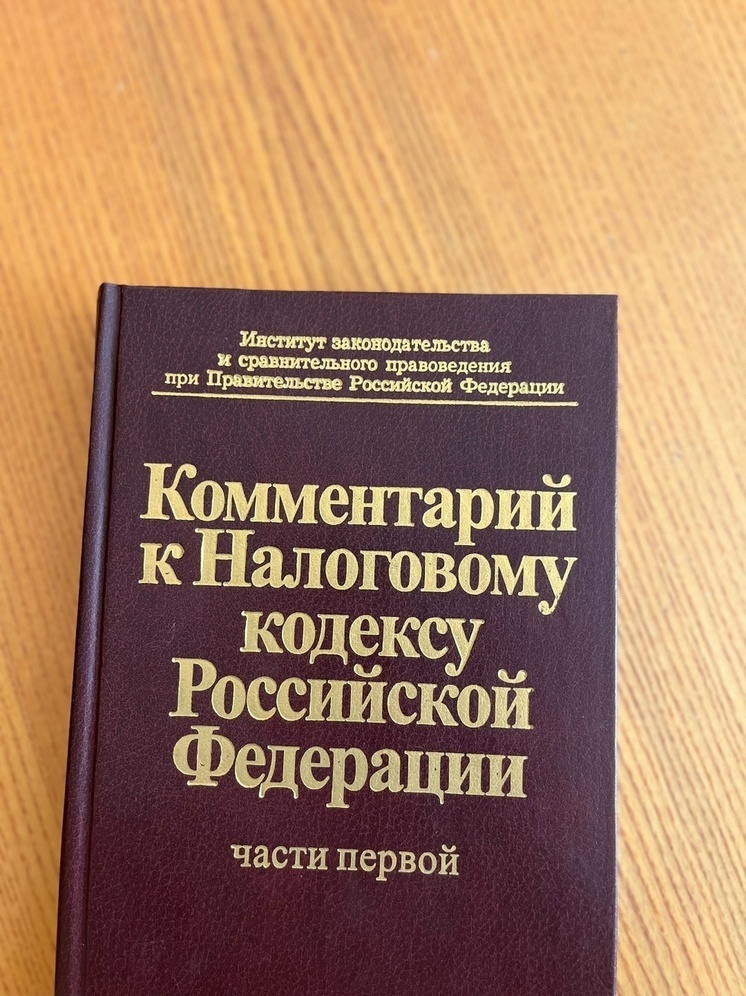 Институт законодательства
и сравнительного правоведения
при Правительстве Российской Федерации
Комментарий
к Налоговому
кодексу
Российской
Федерации
части первой